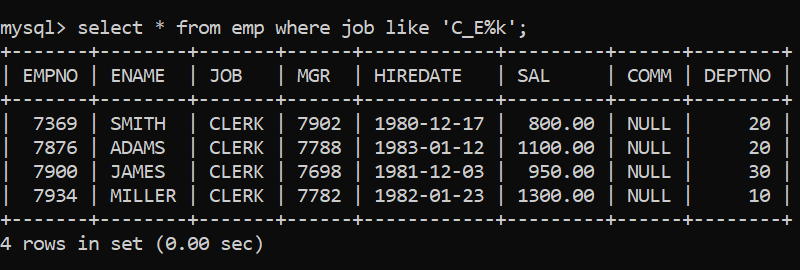 mysql> select * from emp where job like 'C_E%k';
+-------+--------+-------+------+------------+---------+------+--------+
| EMPNO | ENAME  | JOB   | MGR  | HIREDATE   | SAL     | COMM | DEPTNO |
+-------+--------+-------+------+------------+---------+------+--------+
|  7369 | SMITH  | CLERK | 7902 | 1980-12-17 |  800.00 | NULL |     20 |
|  7876 | ADAMS  | CLERK | 7788 | 1983-01-12 | 1100.00 | NULL |     20 |
|  7900 | JAMES  | CLERK | 7698 | 1981-12-03 |  950.00 | NULL |     30 |
|  7934 | MILLER | CLERK | 7782 | 1982-01-23 | 1300.00 | NULL |     10 |
+-------+--------+-------+------+------------+---------+------+--------+
4 rows in set (0.00 sec)